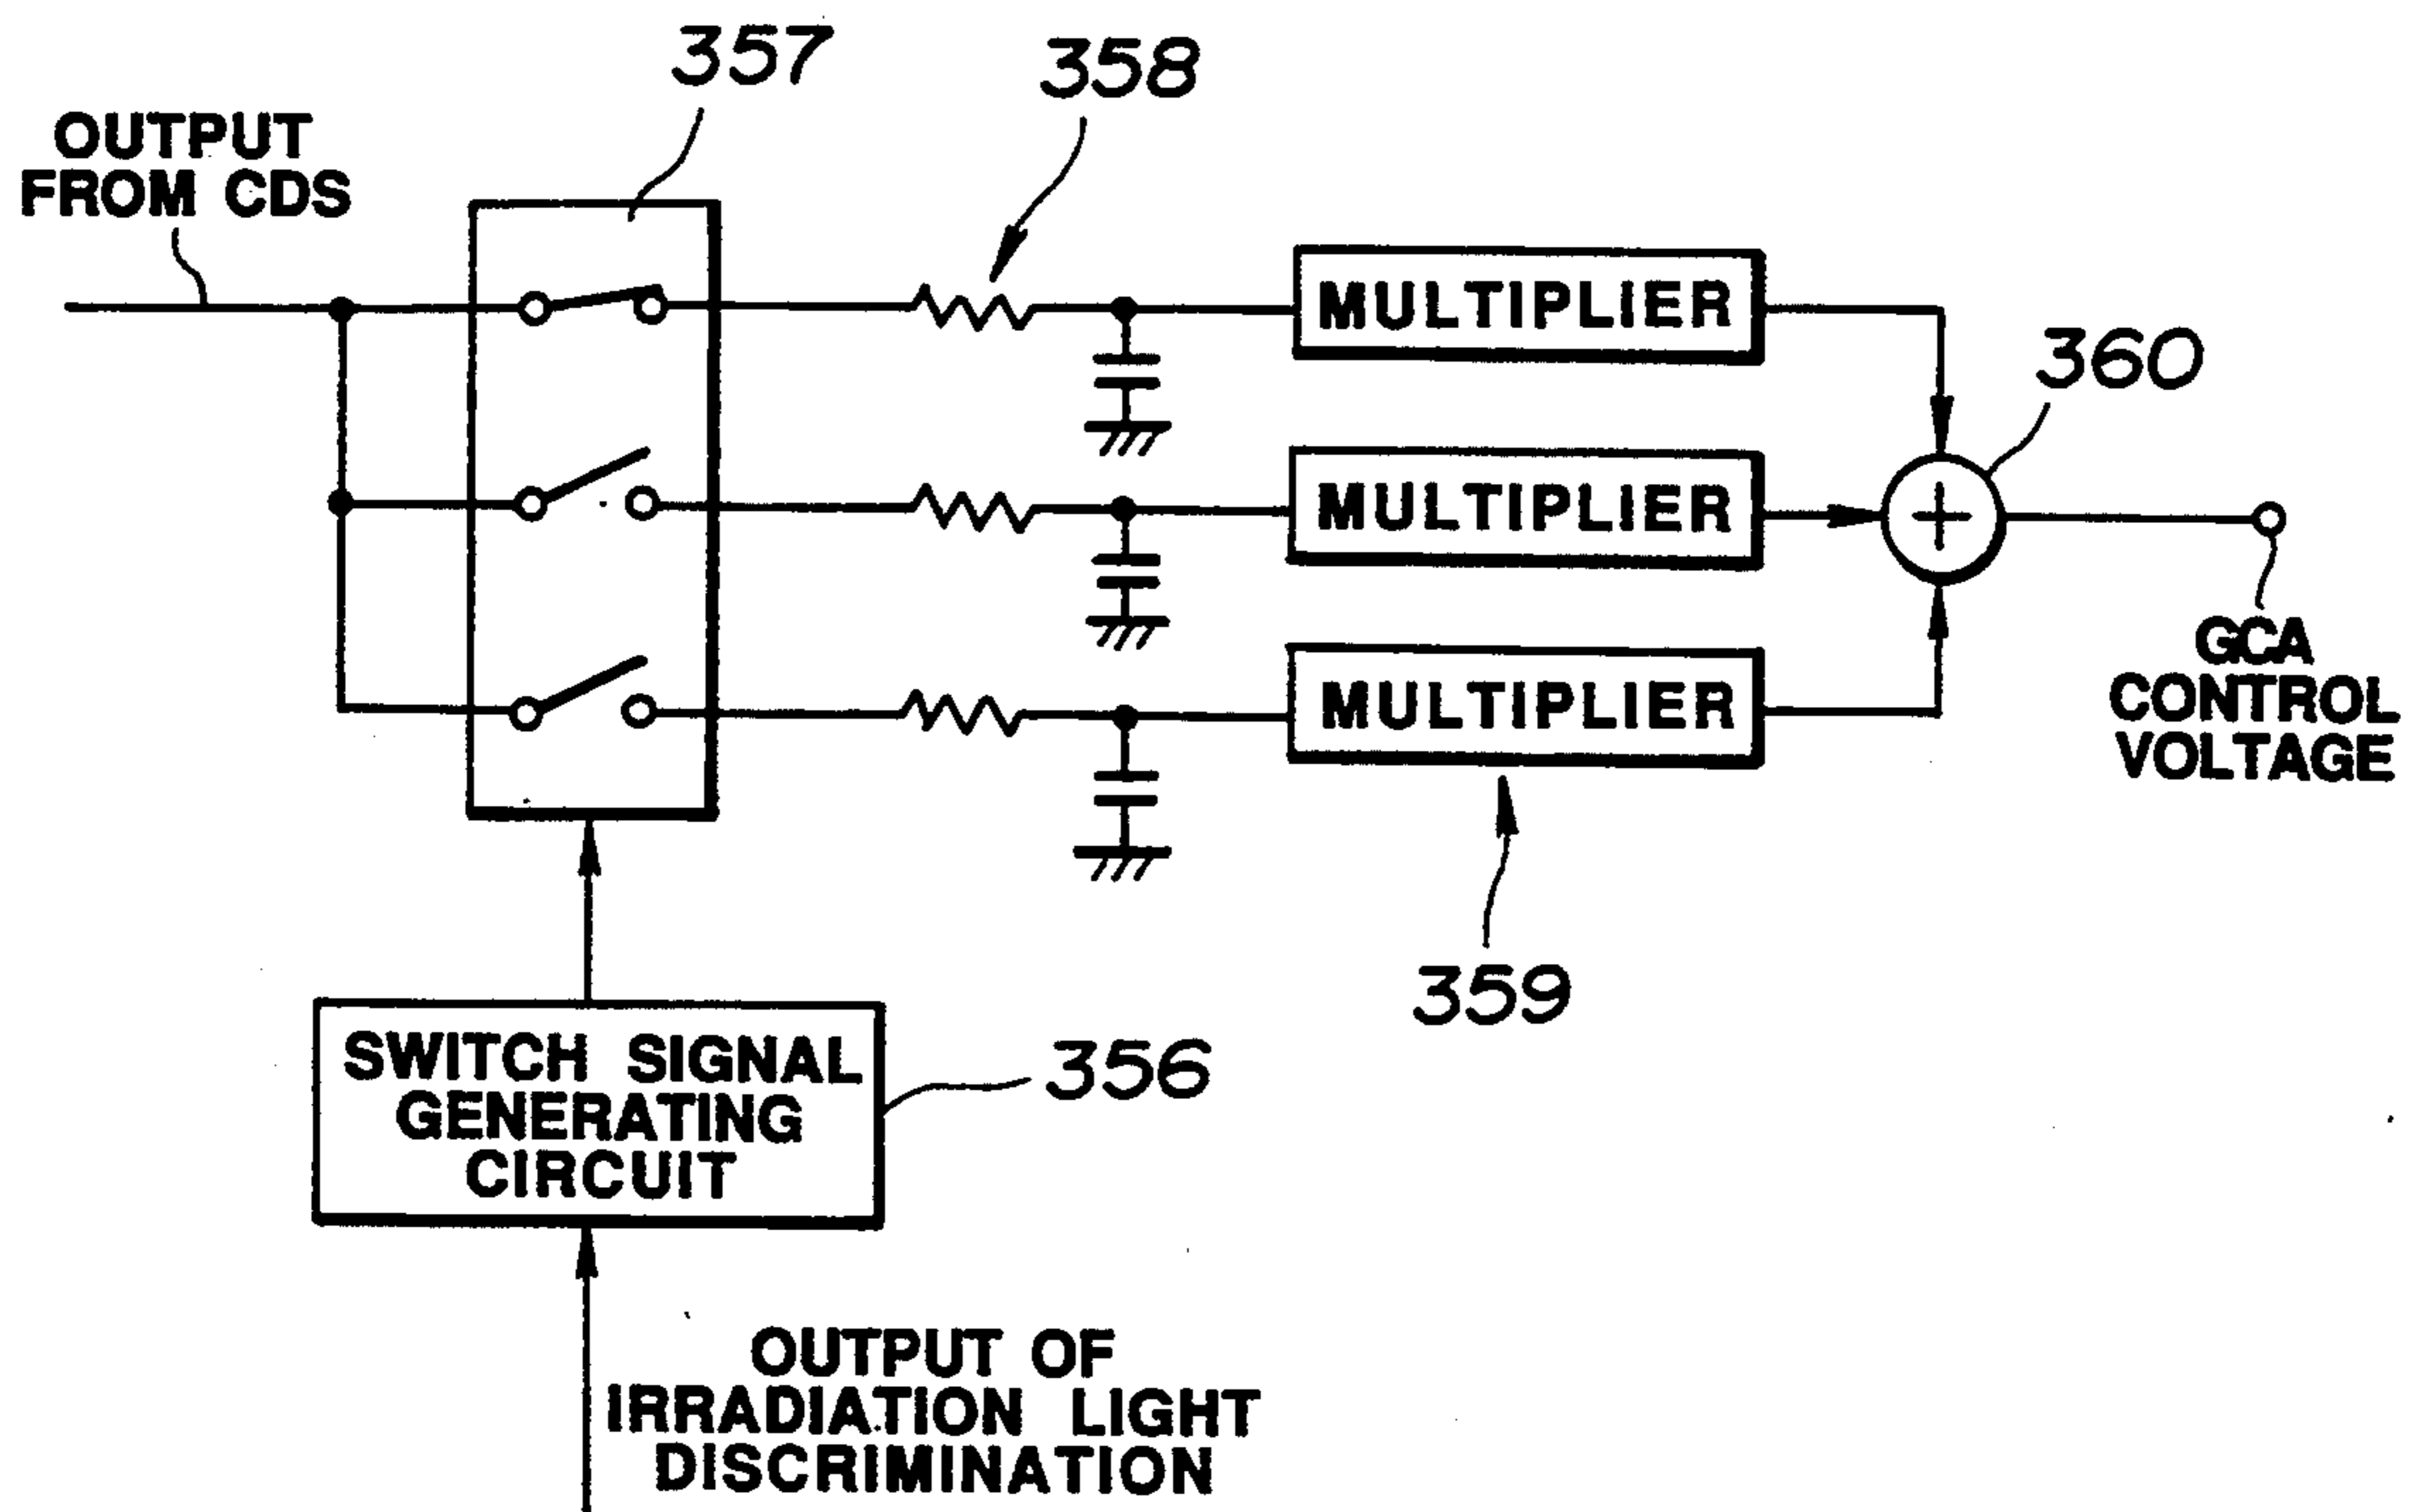 357
358
OUTPUT
FROM CDS
MULTIPLIER
360
MULTIPLIER
GCA
CONTROL
VOLTAGE
MULTIPLIER
359
SWITCH SIGNAL
GENERATING
CIRCUIT
356
OUTPUT OF
IRRADIATION LIGHT
DISCRIMINATION